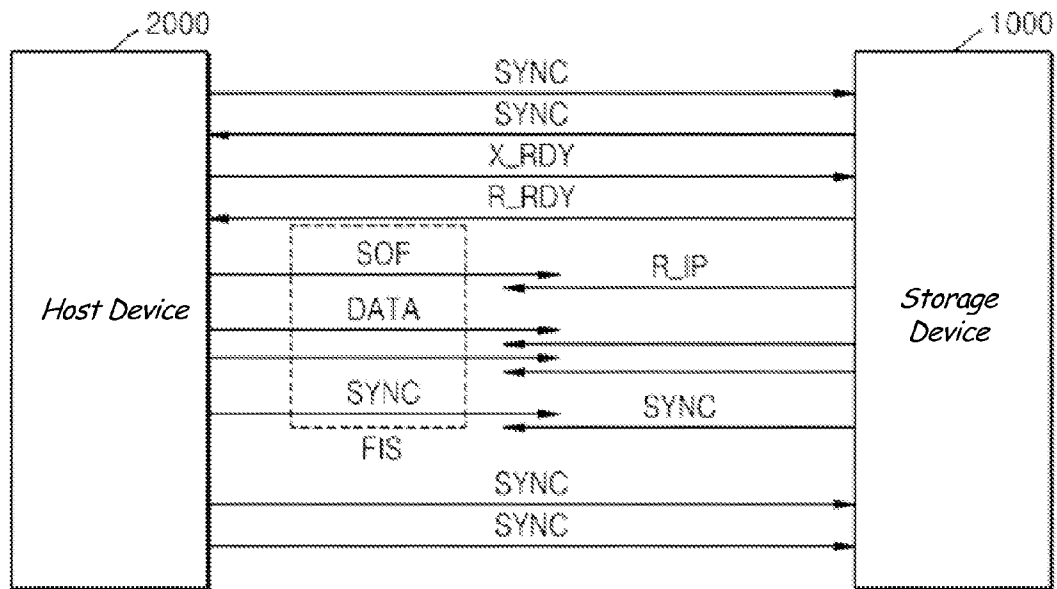 2000
1000
SYNC
SYNC
X_RDY
R_RDY
SOF
R_IP
Host Device
DATA
Storage
Device
SYNC
SYNC
FIS
SYNC
SYNC